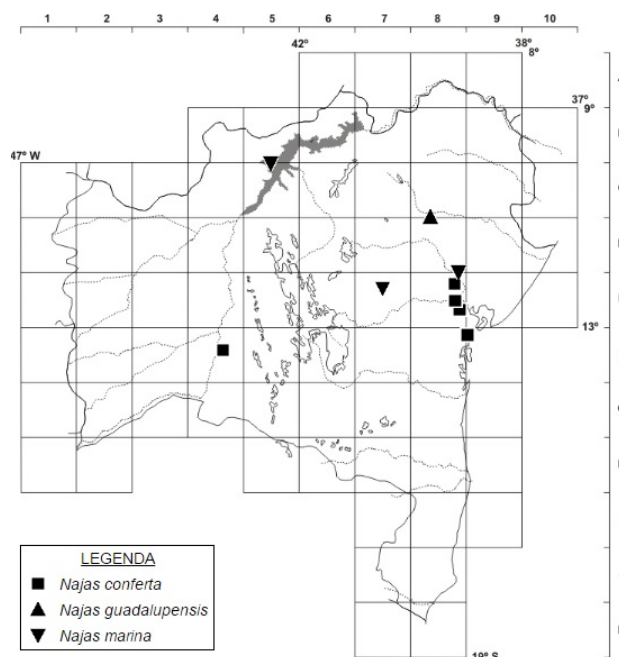 1 2 3 4 5 6 7 8 9 10
42° 38°
8°
37°
9°
47° W
13°
LEGENDA
Najas conferta
Najas guadalupensis
Najas marina
19° S